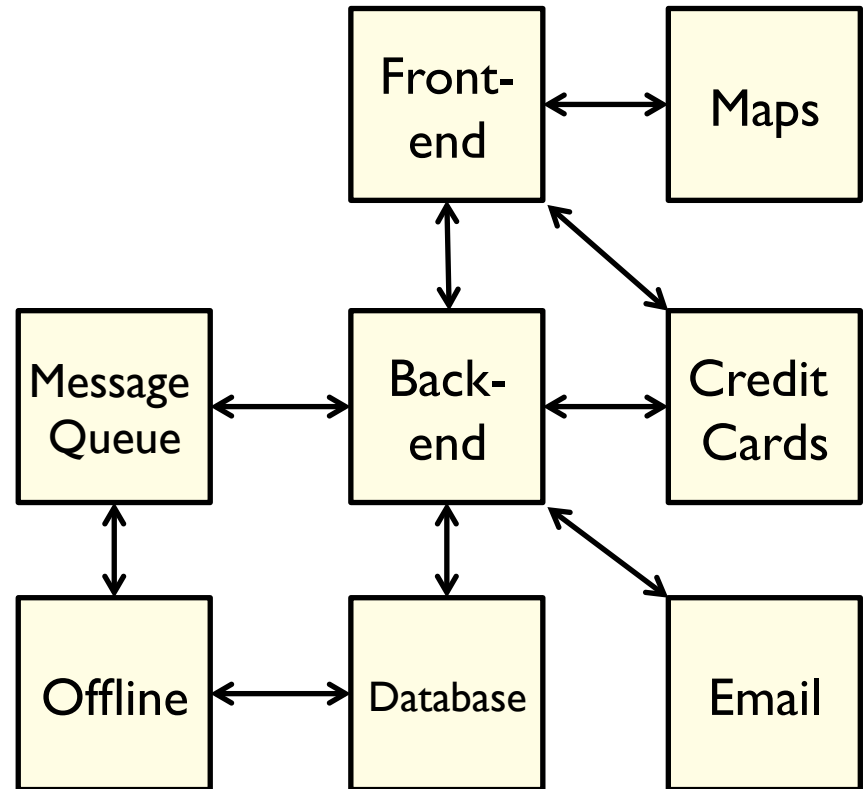 Front-
end
Maps
Message
Queue
Back-
end
Credit
Cards
Offline
Database
Email